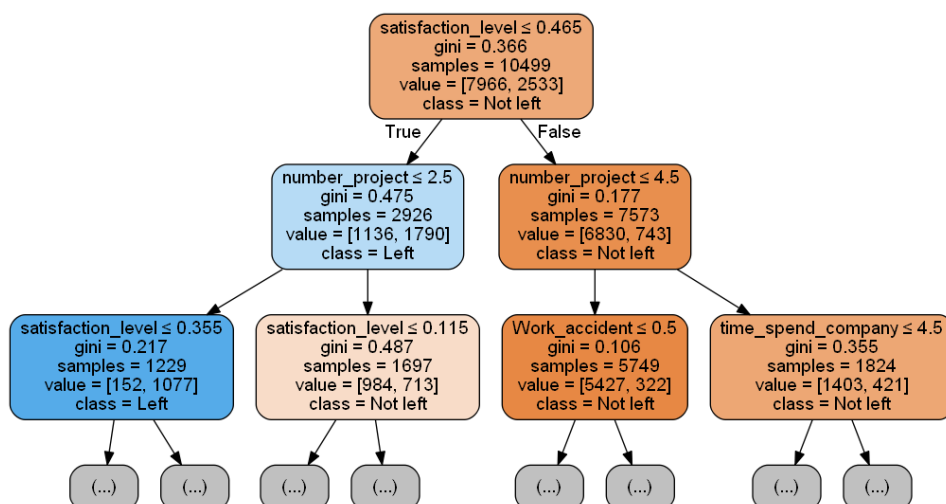 satisfaction_level ≤ 0.465
gini = 0.366
samples = 10499
value = [7966, 2533]
class = Not left
True
False
number_project ≤ 2.5
gini = 0.475
samples = 2926
value = [1136, 1790]
class = Left
number_project ≤ 4.5
gini = 0.177
samples = 7573
value = [6830, 743]
class = Not left
satisfaction_level ≤ 0.355
gini = 0.217
samples = 1229
value = [152, 1077]
class = Left
satisfaction_level ≤ 0.115
gini = 0.487
samples = 1697
value = [984, 713]
class = Not left
Work_accident ≤ 0.5
gini = 0.106
samples = 5749
value = [5427, 322]
class = Not left
time_spend_company ≤ 4.5
gini = 0.355
samples = 1824
value = [1403, 421]
class = Not left
(...)
(...)
(...)
(...)
(...)
(...)
(...)
(...)